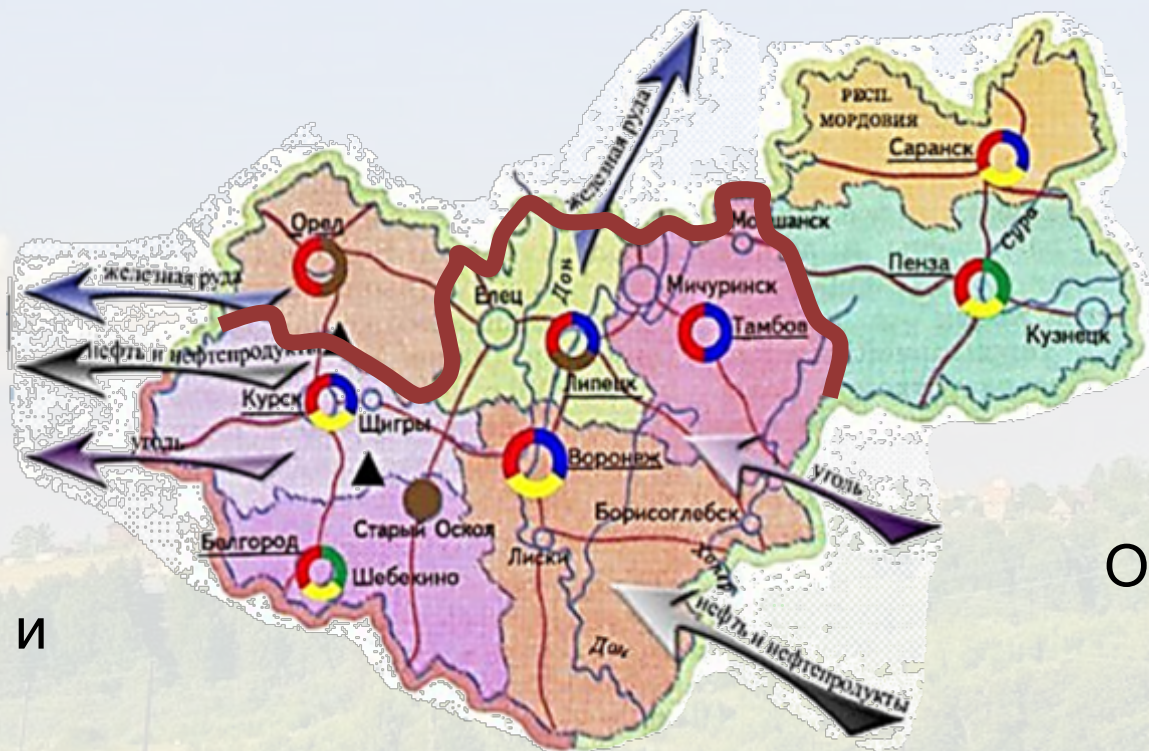 железная руда
РЕСП.
МОРДОВИЯ
Саранск
Орел
Моршанск
Сура
Пенза
железная руда
Дон
Елец
Мичуринск
Тамбов
Кузнецк
нефть и нефтепродукты
Липецк
Курск
Щигры
уголь
Воронеж
уголь
Старый Оскол
Борисоглебск
Белгород
Лиски
Хопер
Шебекино
О
нефть и нефтепродукты
и
Дон